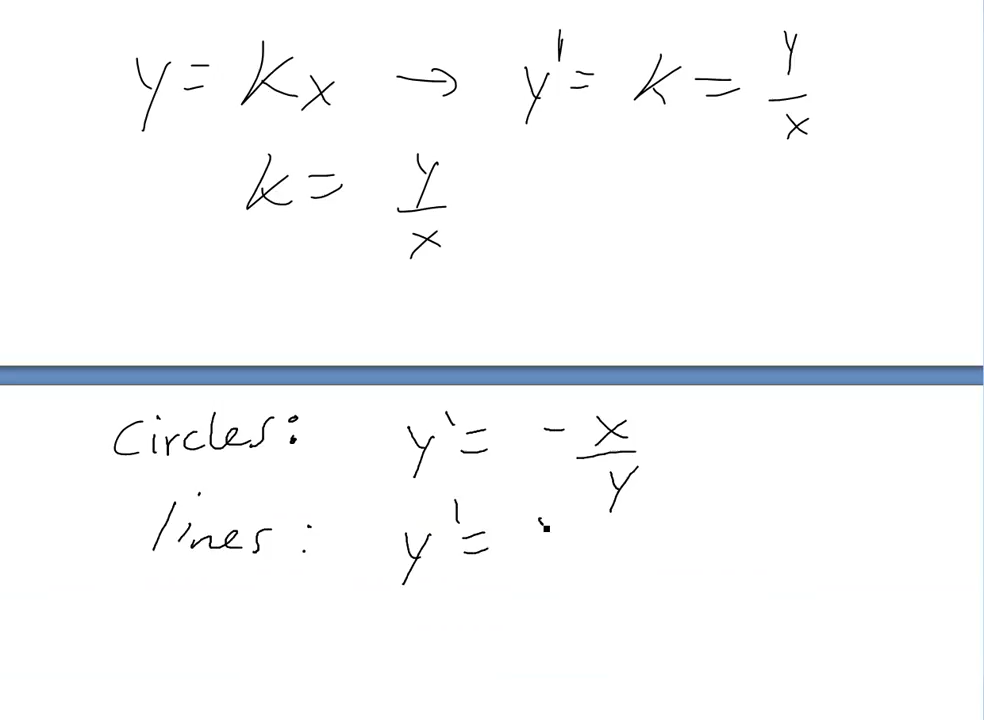 y = kx → y' = k = y/x
k = y/x
Circles: y' = - x/y
lines: y' =